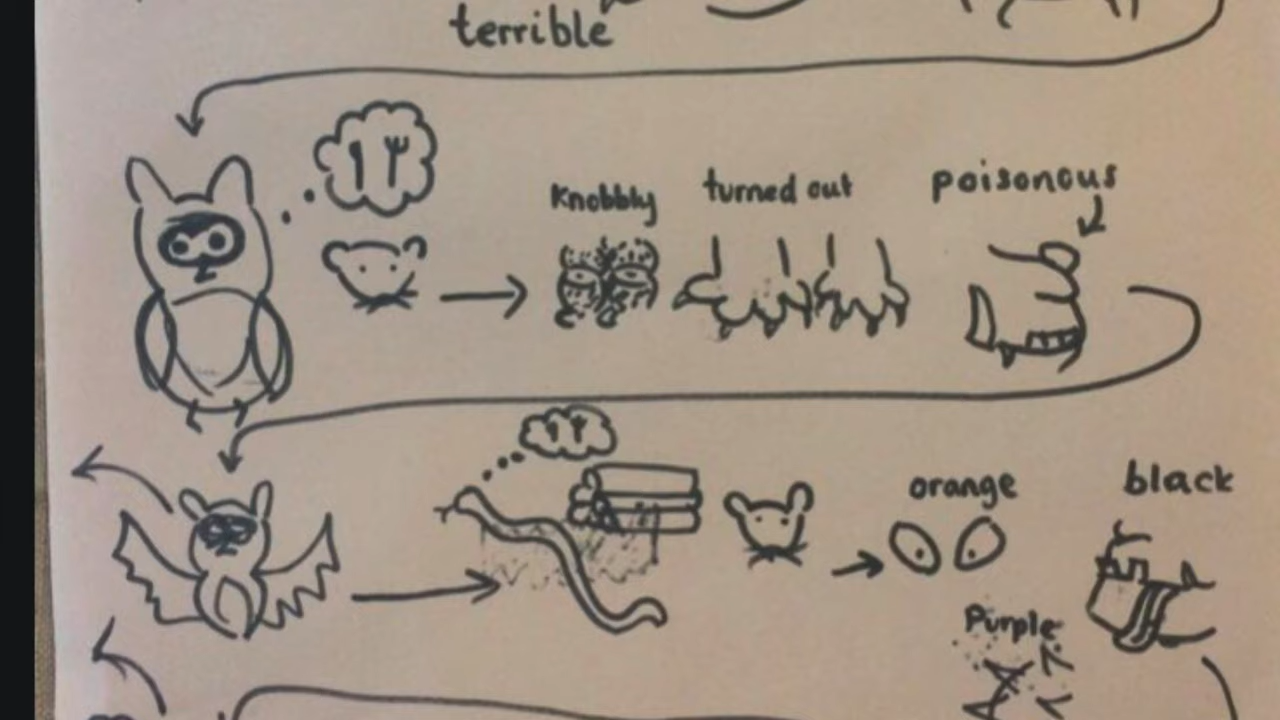 terrible
Knobbly
turned out
poisonous
orange
black
Purple